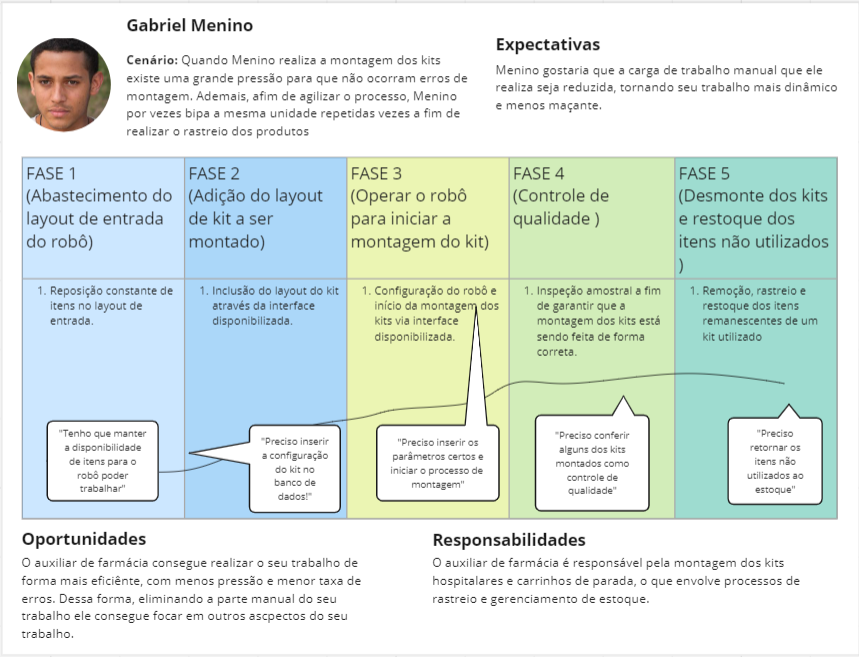 Gabriel Menino
Cenário: Quando Menino realiza a montagem dos kits
existe uma grande pressão para que não ocorram erros de
montagem. Ademais, afim de agilizar o processo, Menino
por vezes bipa a mesma unidade repetidas vezes a fim de
realizar o rastreio dos produtos
Expectativas
Menino gostaria que a carga de trabalho manual que ele
realiza seja reduzida, tornando seu trabalho mais dinâmico
e menos maçante.
FASE 1
(Abastecimento do
layout de entrada
do robô)
FASE 2
(Adição do layout
de kit a ser
montado)
FASE 3
(Operar o robô
para iniciar a
montagem do kit)
FASE 4
(Controle de
qualidade )
FASE 5
(Desmonte dos kits
e restoque dos
itens não utilizados
)
1. Reposição constante de
itens no layout de
entrada.
1. Inclusão do layout do kit
através da interface
disponibilizada.
1. Configuração do robô e
início da montagem dos
kits via interface
disponibilizada.
1. Inspeção amostral a fim
de garantir que a
montagem dos kits está
sendo feita de forma
correta.
1. Remoção, rastreio e
restoque dos itens
remanescentes de um
kit utilizado
"Tenho que manter
a disponibilidade
de itens para o
robô poder
trabalhar"
"Preciso inserir
a configuração
do kit no
banco de
dados!"
"Preciso inserir os
parâmetros certos e
iniciar o processo de
montagem"
"Preciso conferir
alguns dos kits
montados como
controle de
qualidade"
"Preciso
retornar os
itens não
utilizados ao
estoque"
Oportunidades
O auxiliar de farmácia consegue realizar o seu trabalho de
forma mais eficiênte, com menos pressão e menor taxa de
erros. Dessa forma, eliminando a parte manual do seu
trabalho ele consegue focar em outros ascpectos do seu
trabalho.
Responsabilidades
O auxiliar de farmácia é responsável pela montagem dos kits
hospitalares e carrinhos de parada, o que envolve processos de
rastreio e gerenciamento de estoque.